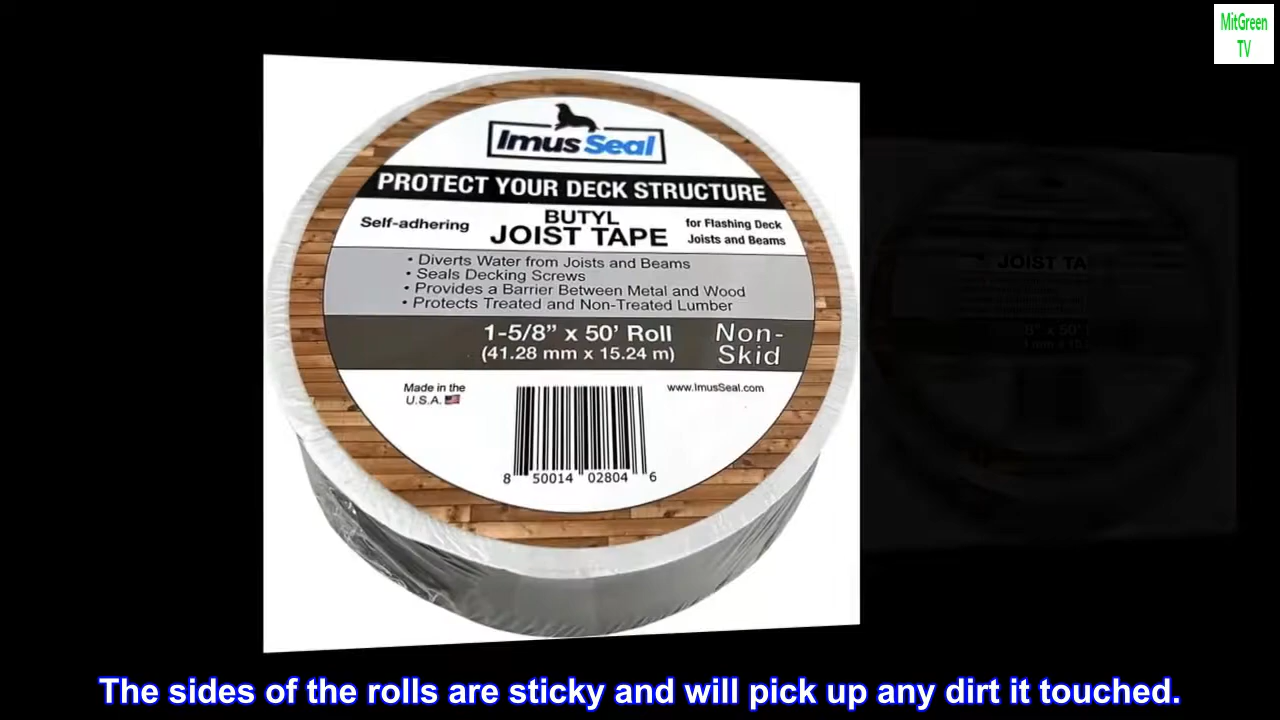 MitGreen
TV
Imus Seal
PROTECT YOUR DECK STRUCTURE
Self-adhering
BUTYL
JOIST TAPE
for Flashing Deck
Joists and Beams
• Diverts Water from Joists and Beams
• Seals Decking Screws
• Provides a Barrier Between Metal and Wood
• Protects Treated and Non-Treated Lumber
1-5/8” x 50’ Roll
(41.28 mm x 15.24 m)
Non-
Skid
Made in the
U.S.A.
www.ImusSeal.com
8 50014 02804 6
JOIST TA
The sides of the rolls are sticky and will pick up any dirt it touched.